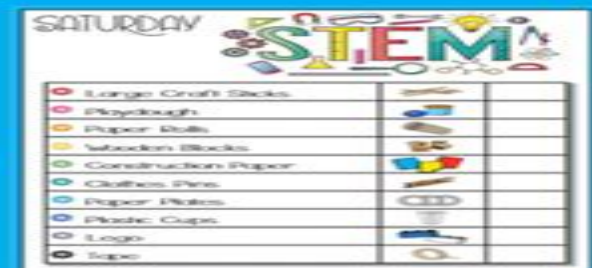 SATURDAY
STEM
Large Craft Sticks
Playdough
Paper Rolls
Wooden Blocks
Construction Paper
Clothes Pins
Paper Plates
Plastic Cups
Lego
Tape